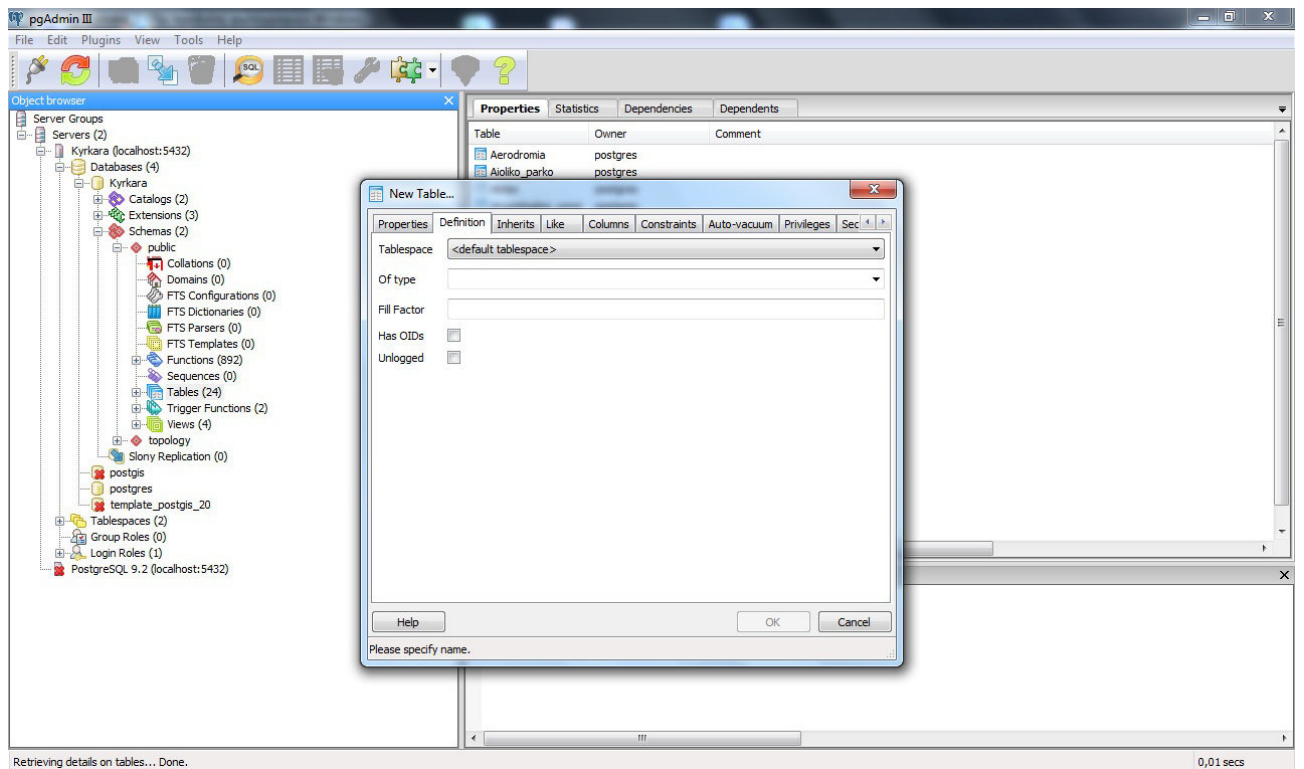 pgAdmin III
File Edit Plugins View Tools Help
SQL
Object browser
Server Groups
Servers (2)
Kyrkara (localhost:5432)
Databases (4)
Kyrkara
Catalogs (2)
Extensions (3)
Schemas (2)
public
Collations (0)
Domains (0)
FTS Configurations (0)
FTS Dictionaries (0)
FTS Parsers (0)
FTS Templates (0)
Functions (892)
Sequences (0)
Tables (24)
Trigger Functions (2)
Views (4)
topology
Slony Replication (0)
postgis
postgres
template_postgis_20
Tablespaces (2)
Group Roles (0)
Login Roles (1)
PostgreSQL 9.2 (localhost:5432)
Properties Statistics Dependencies Dependents
Table Owner Comment
Aerodromia postgres
Aioliko_parko postgres
New Table...
Properties Definition Inherits Like Columns Constraints Auto-vacuum Privileges Sec
Tablespace <default tablespace>
Of type
Fill Factor
Has OIDs
Unlogged
Help OK Cancel
Please specify name.
Retrieving details on tables... Done. 0,01 secs